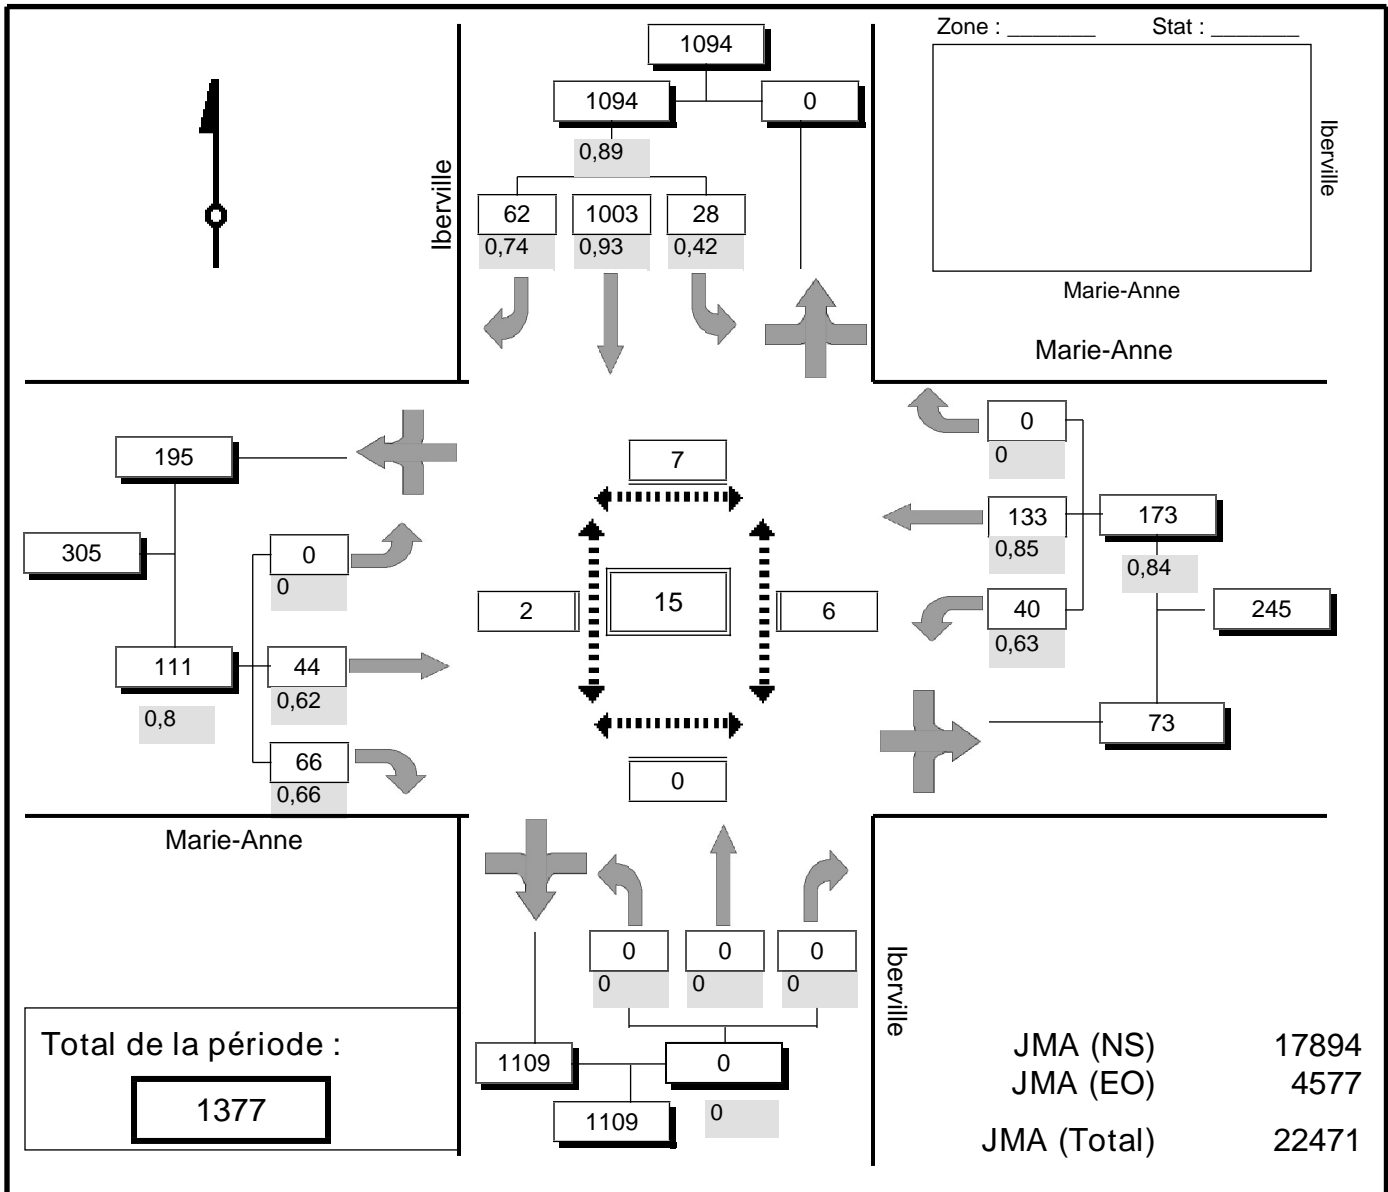 Zone : _______ Stat : _______
1094
1094 0
0,89
Iberville
Iberville
62 1003 28
0,74 0,93 0,42
Marie-Anne
Marie-Anne
0
0
195
7
133 173
0,85 0,84
305
0
0
2 15 6
40 245
0,63
111 44
0,8 0,62
73
66
0,66
0
Marie-Anne
0 0 0
0 0 0
Iberville
Total de la période :
1377
1109 0
1109 0
JMA (NS) 17894
JMA (EO) 4577
JMA (Total) 22471